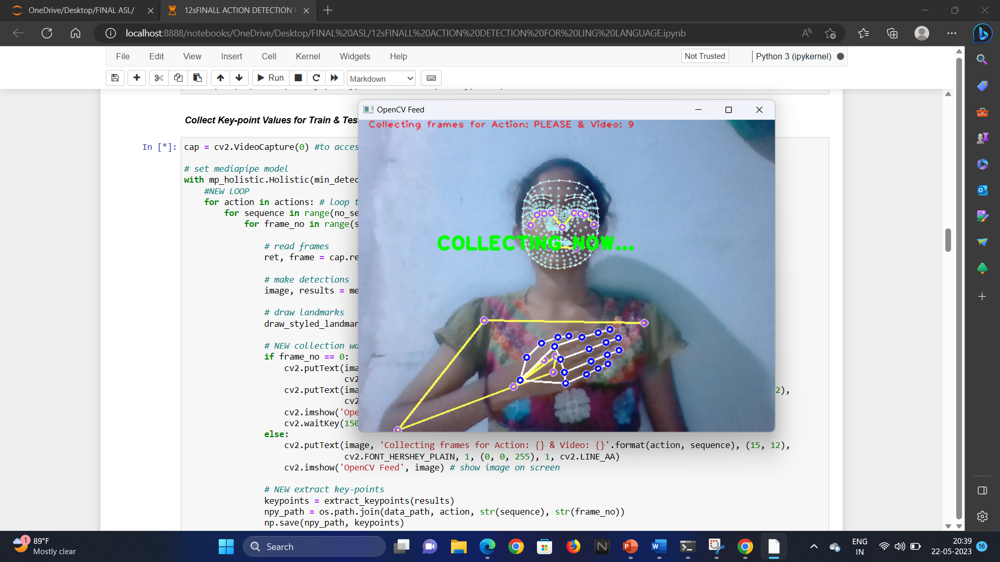 OneDrive/Desktop/FINAL ASL/
12sFINALL ACTION DETECTION F
localhost:8888/notebooks/OneDrive/Desktop/FINAL%20ASL/12sFINALL%20ACTION%20DETECTION%20FOR%20LING%20LANGUAGE.ipynb
File Edit View Insert Cell Kernel Widgets Help
Not Trusted
Python 3 (ipykernel)
Run
Markdown
OpenCV Feed
Collect Key-point Values for Train & Tes
Collecting frames for Action: PLEASE & Video: 9
COLLECTING NOW...
In [*]:
cap = cv2.VideoCapture(0) #to acces
# set mediapipe model
with mp_holistic.Holistic(min_detec
#NEW LOOP
for action in actions: # loop t
for sequence in range(no_se
for frame_no in range(s
# read frames
ret, frame = cap.re
# make detections
image, results = me
# draw landmarks
draw_styled_landmar
# NEW collection wa
if frame_no == 0:
cv2.putText(ima
cv2
cv2.putText(ima 2),
cv2
cv2.imshow('Ope
cv2.waitKey(150
else:
cv2.putText(image, 'Collecting frames for Action: {} & Video: {}'.format(action, sequence), (15, 12),
cv2.FONT_HERSHEY_PLAIN, 1, (0, 0, 255), 1, cv2.LINE_AA)
cv2.imshow('OpenCV Feed', image) # show image on screen
# NEW extract key-points
keypoints = extract_keypoints(results)
npy_path = os.path.join(data_path, action, str(sequence), str(frame_no))
np.save(npy_path, keypoints)
1
89°F
Mostly clear
Search
ENG
IN
20:39
22-05-2023
16